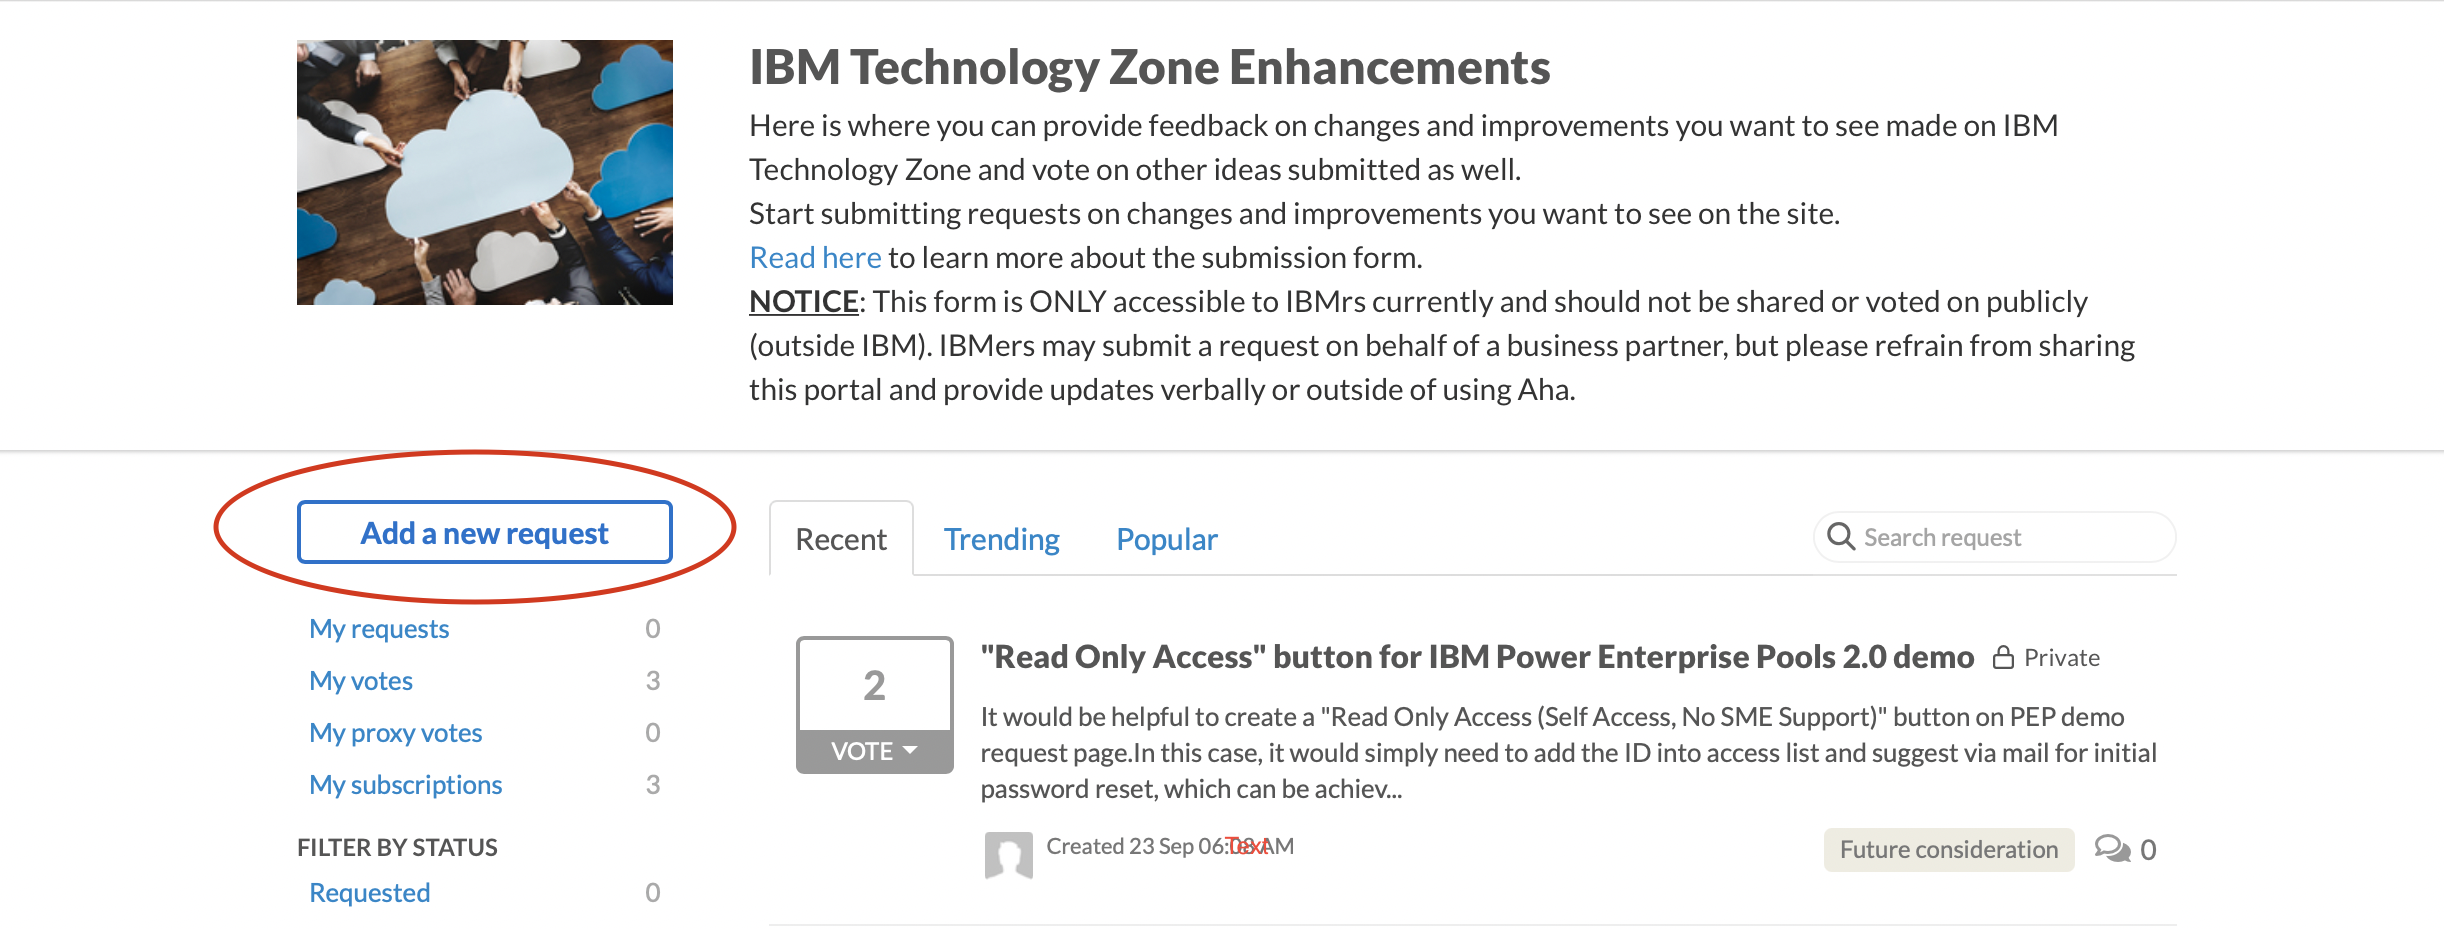 IBM Technology Zone Enhancements
Here is where you can provide feedback on changes and improvements you want to see made on IBM
Technology Zone and vote on other ideas submitted as well.
Start submitting requests on changes and improvements you want to see on the site.
Read here to learn more about the submission form.
NOTICE: This form is ONLY accessible to IBMrs currently and should not be shared or voted on publicly
(outside IBM). IBMers may submit a request on behalf of a business partner, but please refrain from sharing
this portal and provide updates verbally or outside of using Aha.
Add a new request
My requests 0
My votes 3
My proxy votes 0
My subscriptions 3
FILTER BY STATUS
Requested 0
Recent Trending Popular
Search request
2
VOTE
"Read Only Access" button for IBM Power Enterprise Pools 2.0 demo Private
It would be helpful to create a "Read Only Access (Self Access, No SME Support)" button on PEP demo
request page.In this case, it would simply need to add the ID into access list and suggest via mail for initial
password reset, which can be achiev...
Created 23 Sep 06:08 AM
Text
Future consideration 0